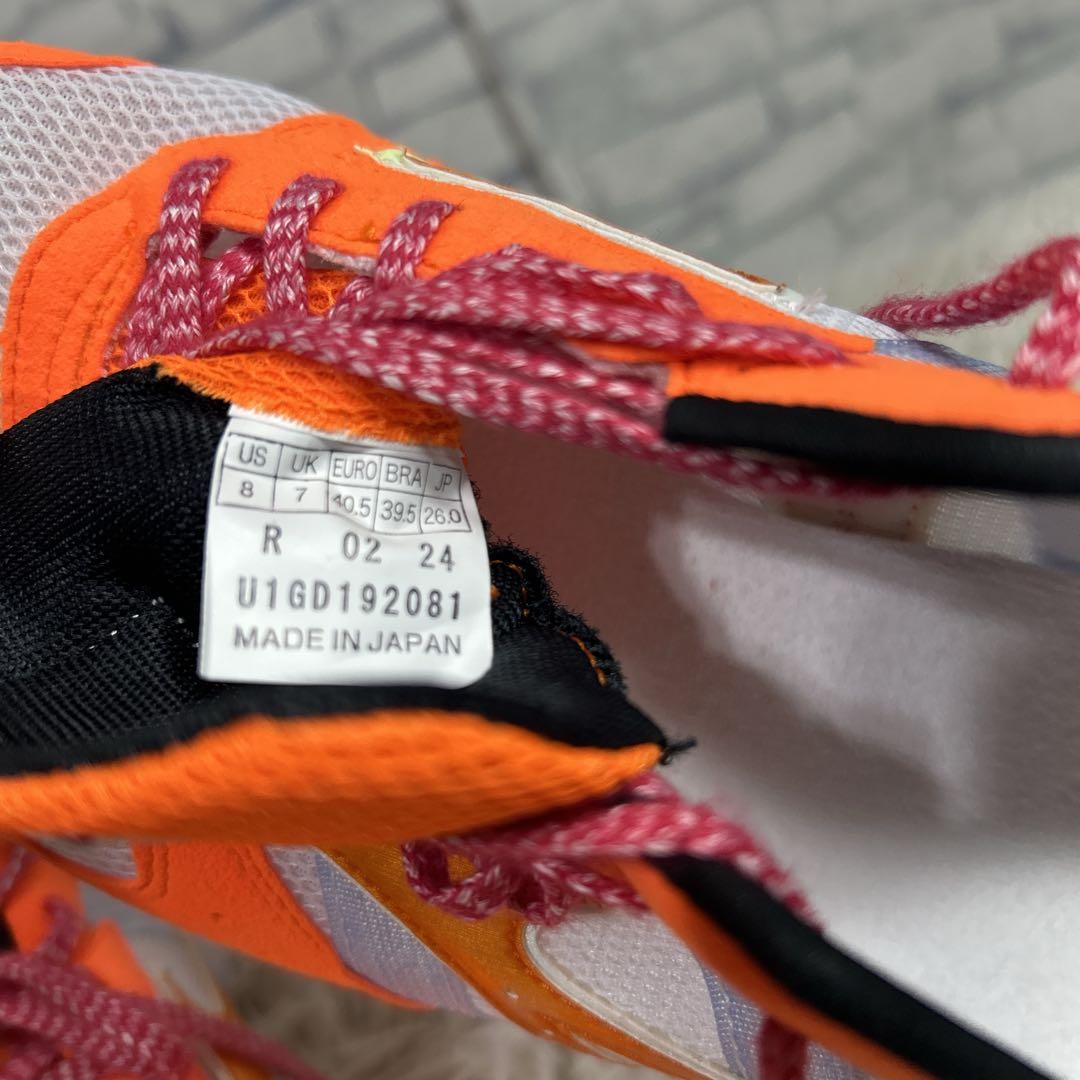 US UK EURO BRA JP
8 7 40.5 39.5 26.0
R 02 24
U1GD192081
MADE IN JAPAN